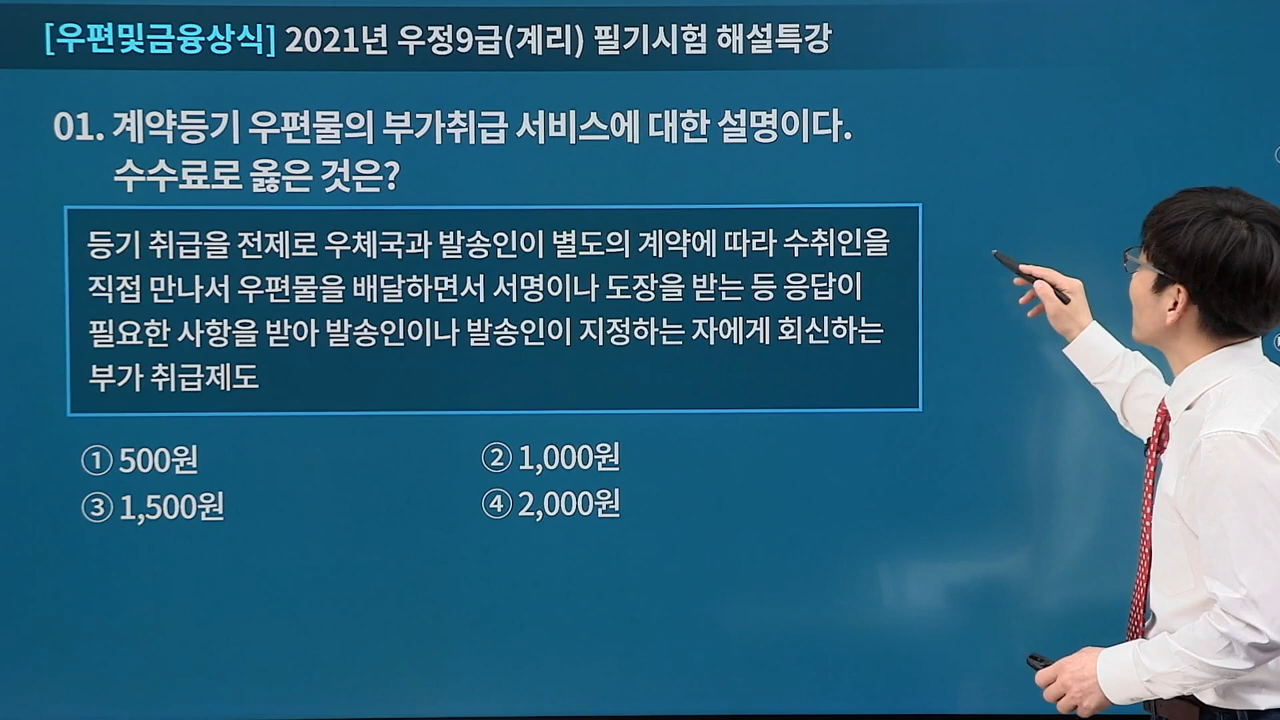 [우편및금융상식] 2021년 우정9급(계리) 필기시험 해설특강
01. 계약등기 우편물의 부가취급 서비스에 대한 설명이다.
수수료로 옳은 것은?
등기 취급을 전제로 우체국과 발송인이 별도의 계약에 따라 수취인을
직접 만나서 우편물을 배달하면서 서명이나 도장을 받는 등 응답이
필요한 사항을 받아 발송인이나 발송인이 지정하는 자에게 회신하는
부가 취급제도
① 500원 ② 1,000원
③ 1,500원 ④ 2,000원